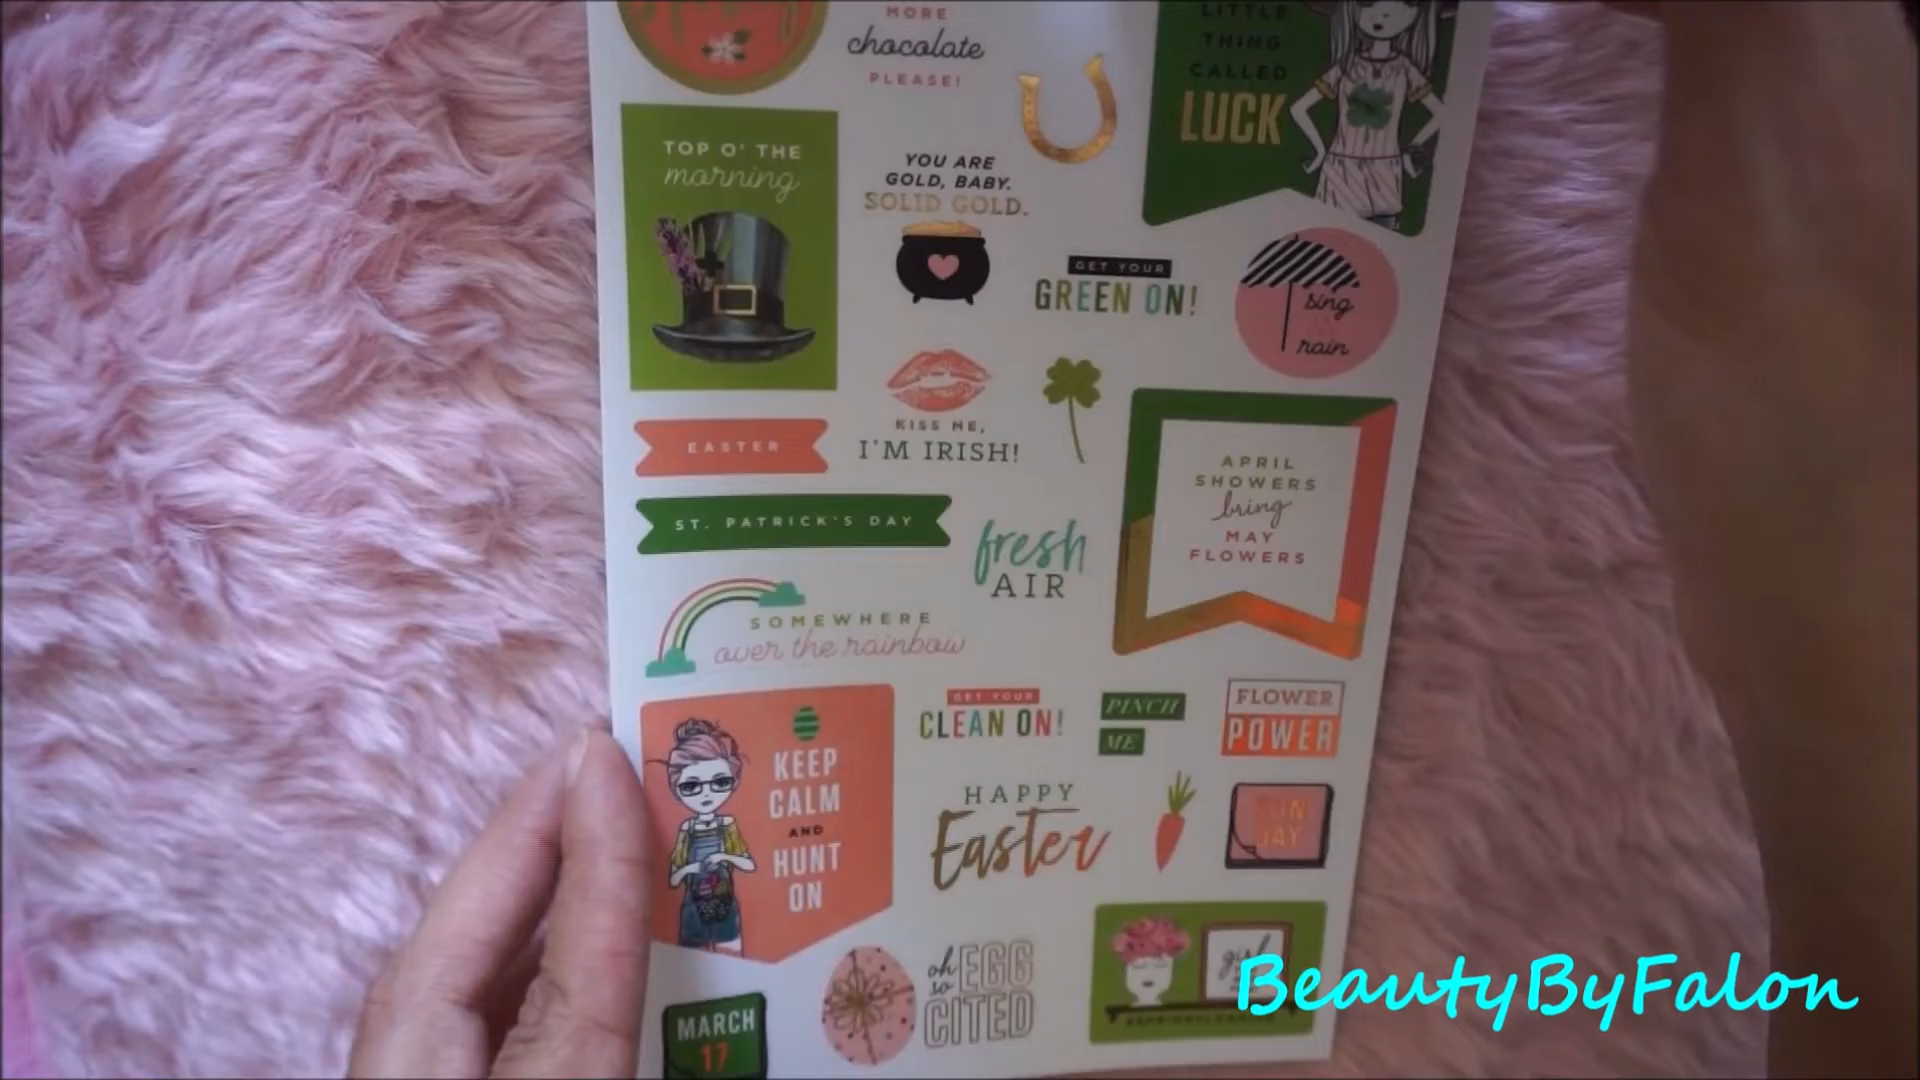 MORE
chocolate
PLEASE!
LITTLE
THING
CALLED
LUCK
TOP O' THE
morning
YOU ARE
GOLD, BABY.
SOLID GOLD.
GET YOUR
GREEN ON!
sing
rain
KISS ME,
I'M IRISH!
EASTER
APRIL
SHOWERS
bring
MAY
FLOWERS
ST. PATRICK'S DAY
fresh
AIR
SOMEWHERE
over the rainbow
GET YOUR
CLEAN ON!
PINCH
ME
FLOWER
POWER
KEEP
CALM
AND
HUNT
ON
HAPPY
Easter
oh
so
EGG
CITED
MARCH
17
BeautyByFalon